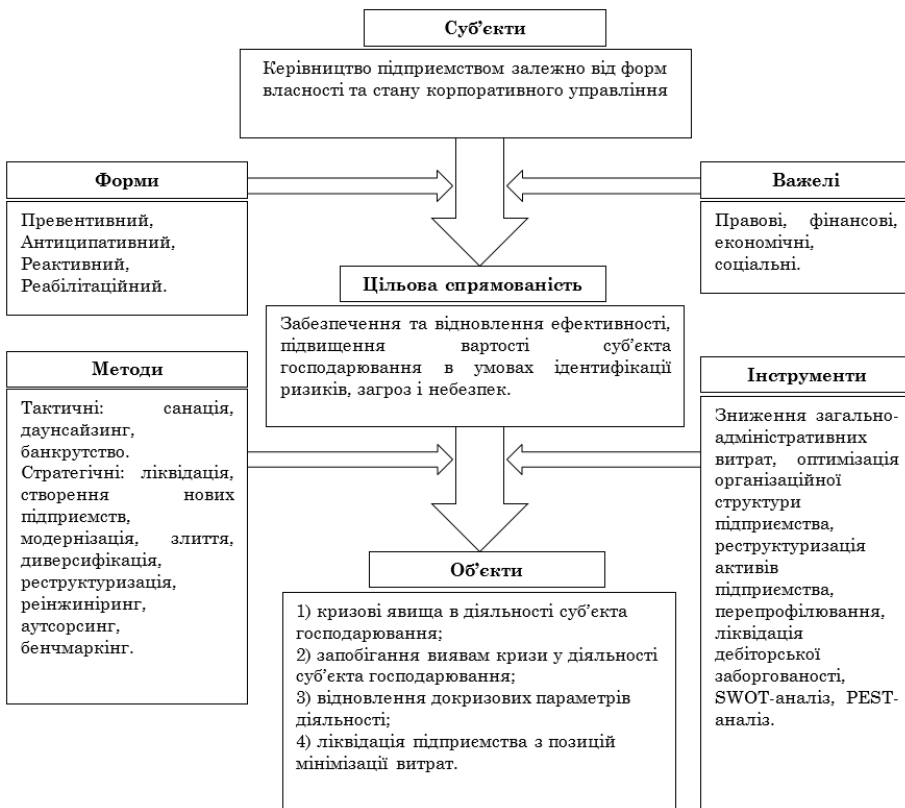 Суб’єкти
Керівництво підприємством залежно від форм
власності та стану корпоративного управління
Форми
Превентивний,
Антиципативний,
Реактивний,
Реабілітаційний.
Важелі
Правові, фінансові,
економічні,
соціальні.
Цільова спрямованість
Забезпечення та відновлення ефективності,
підвищення вартості суб’єкта
господарювання в умовах ідентифікації
ризиків, загроз і небезпек.
Методи
Тактичні: санація,
даунсайзинг,
банкрутство.
Стратегічні: ліквідація,
створення нових
підприємств,
модернізація, злиття,
диверсифікація,
реструктуризація,
реінжиніринг,
аутсорсинг,
бенчмаркінг.
Інструменти
Зниження загально-
адміністративних
витрат, оптимізація
організаційної
структури
підприємства,
реструктуризація
активів
підприємства,
перепрофілювання,
ліквідація
дебіторської
заборгованості,
SWOT-аналіз, PEST-
аналіз.
Об’єкти
1) кризові явища в діяльності суб’єкта
господарювання;
2) запобігання виявам кризи у діяльності
суб’єкта господарювання;
3) відновлення докризових параметрів
діяльності;
4) ліквідація підприємства з позицій
мінімізації витрат.